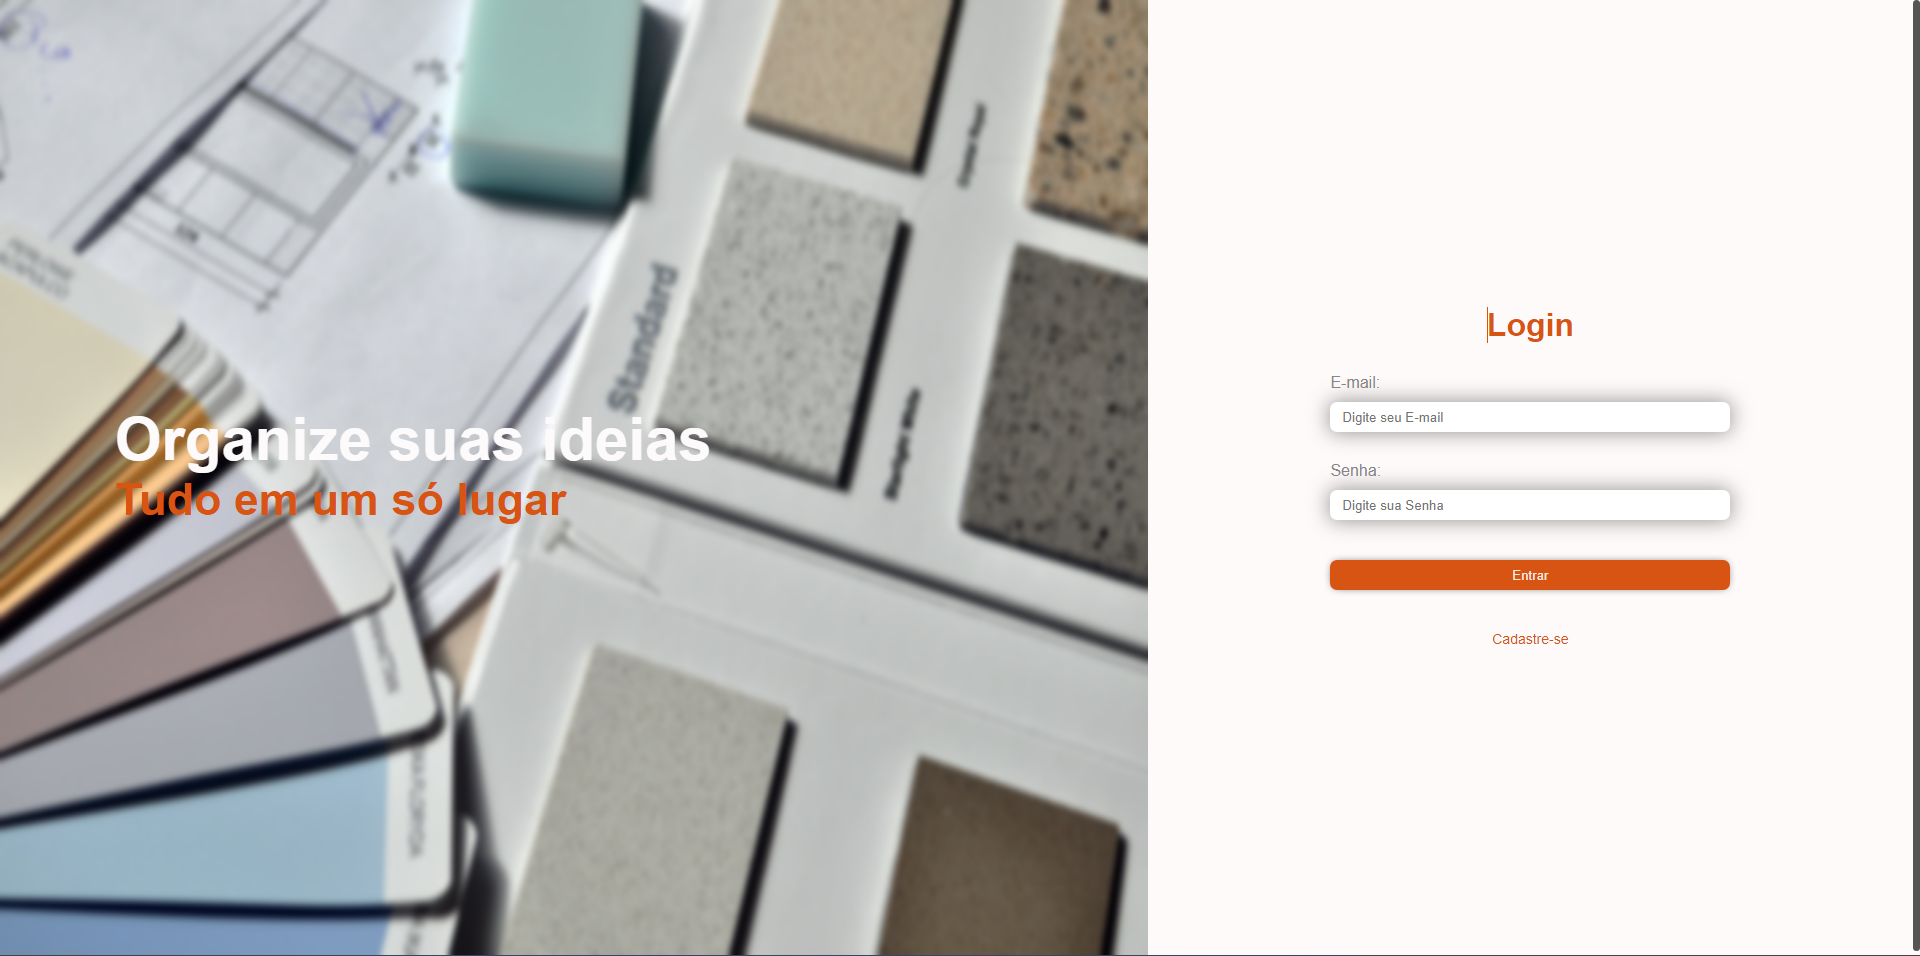 Standard
Organize suas ideias
Tudo em um só lugar
Login
E-mail:
Digite seu E-mail
Senha:
Digite sua Senha
Entrar
Cadastre-se